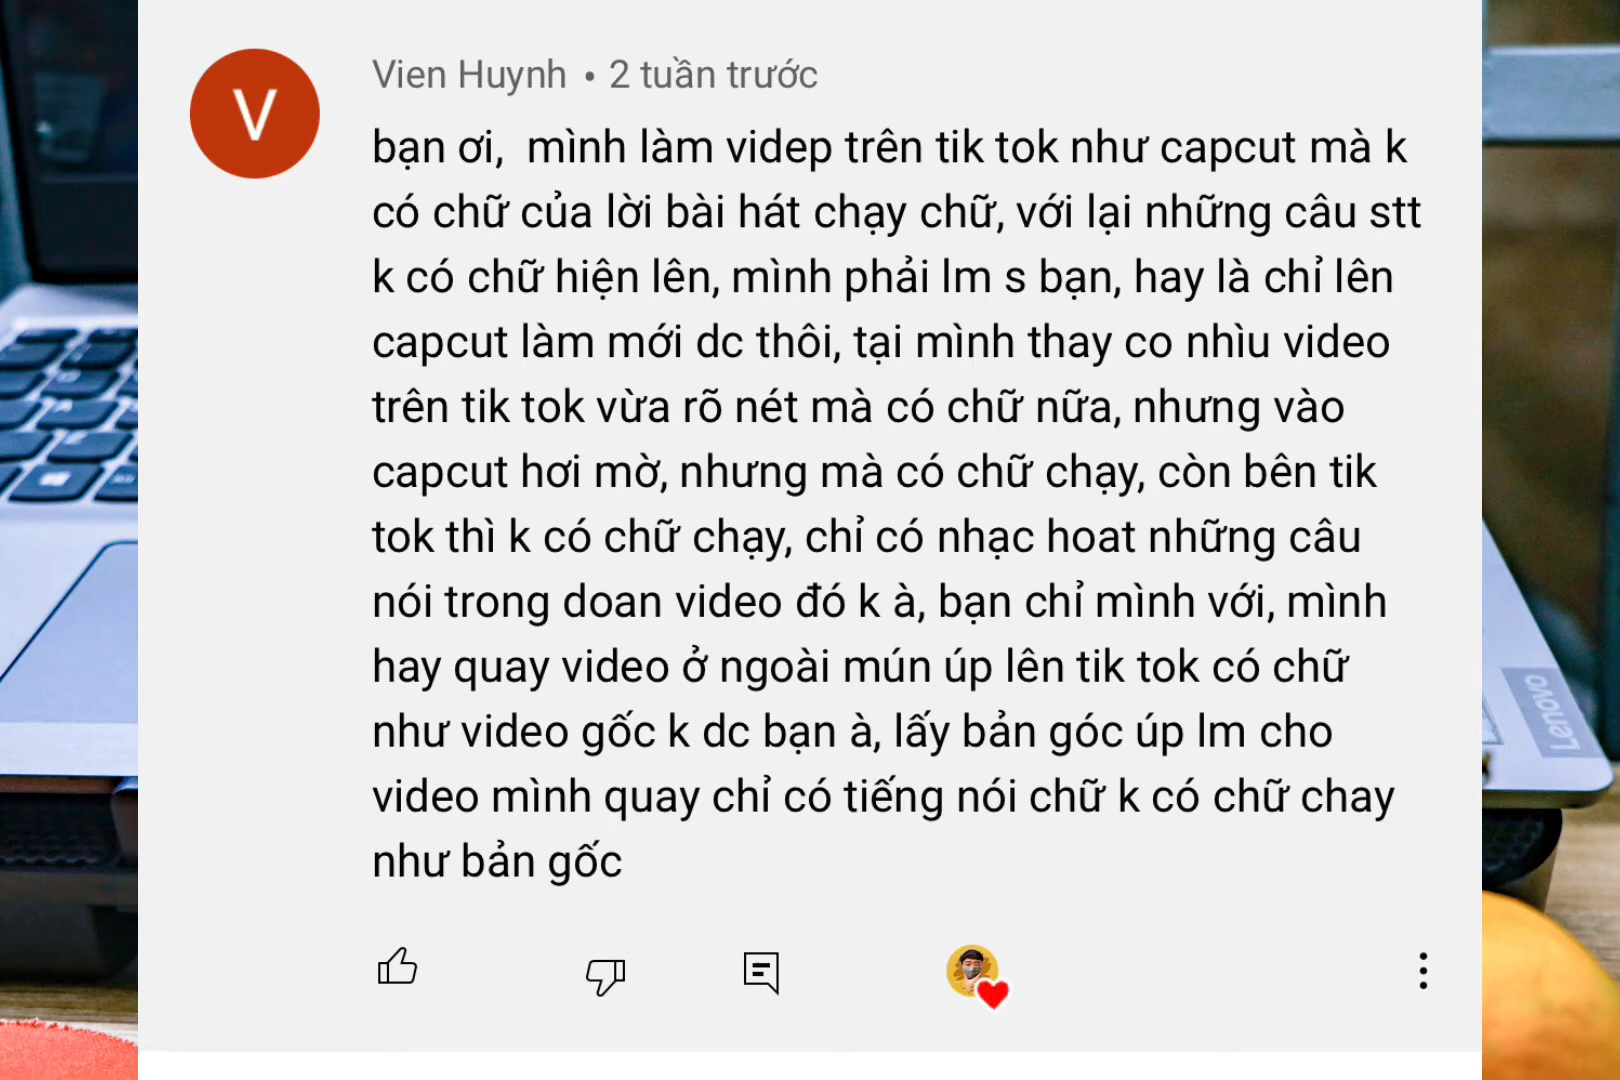 V
Vien Huynh • 2 tuần trước
bạn ơi,  mình làm videp trên tik tok như capcut mà k
có chữ của lời bài hát chạy chữ, với lại những câu stt
k có chữ hiện lên, mình phải lm s bạn, hay là chỉ lên
capcut làm mới dc thôi, tại mình thay co nhìu video
trên tik tok vừa rõ nét mà có chữ nữa, nhưng vào
capcut hơi mờ, nhưng mà có chữ chạy, còn bên tik
tok thì k có chữ chạy, chỉ có nhạc hoat những câu
nói trong doan video đó k à, bạn chỉ mình với, mình
hay quay video ở ngoài mún úp lên tik tok có chữ
như video gốc k dc bạn à, lấy bản góc úp lm cho
video mình quay chỉ có tiếng nói chữ k có chữ chay
như bản gốc
Lenovo